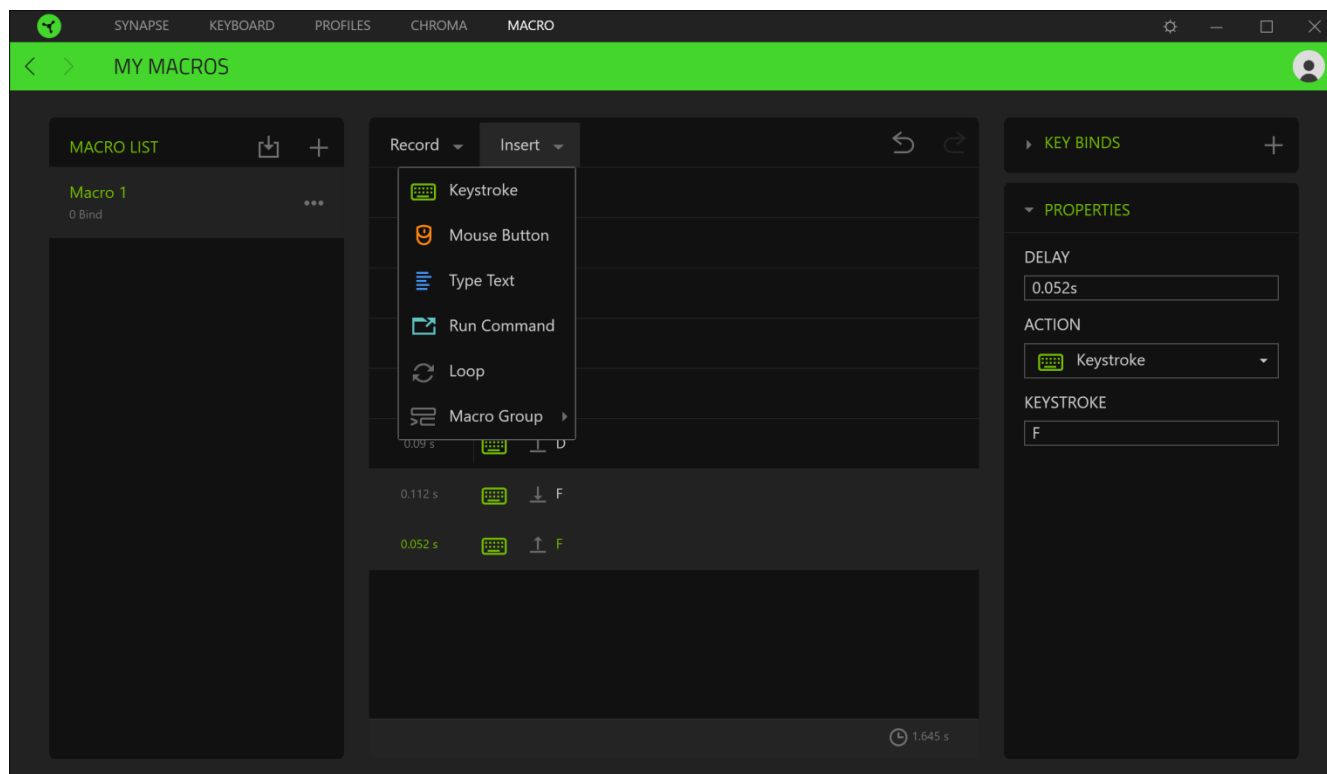 SYNAPSE KEYBOARD PROFILES CHROMA MACRO
MY MACROS
MACRO LIST
Macro 1
0 Bind
Record Insert
Keystroke
Mouse Button
Type Text
Run Command
Loop
Macro Group
0.09 s D
0.112 s F
0.052 s F
1.645 s
KEY BINDS
PROPERTIES
DELAY
0.052s
ACTION
Keystroke
KEYSTROKE
F